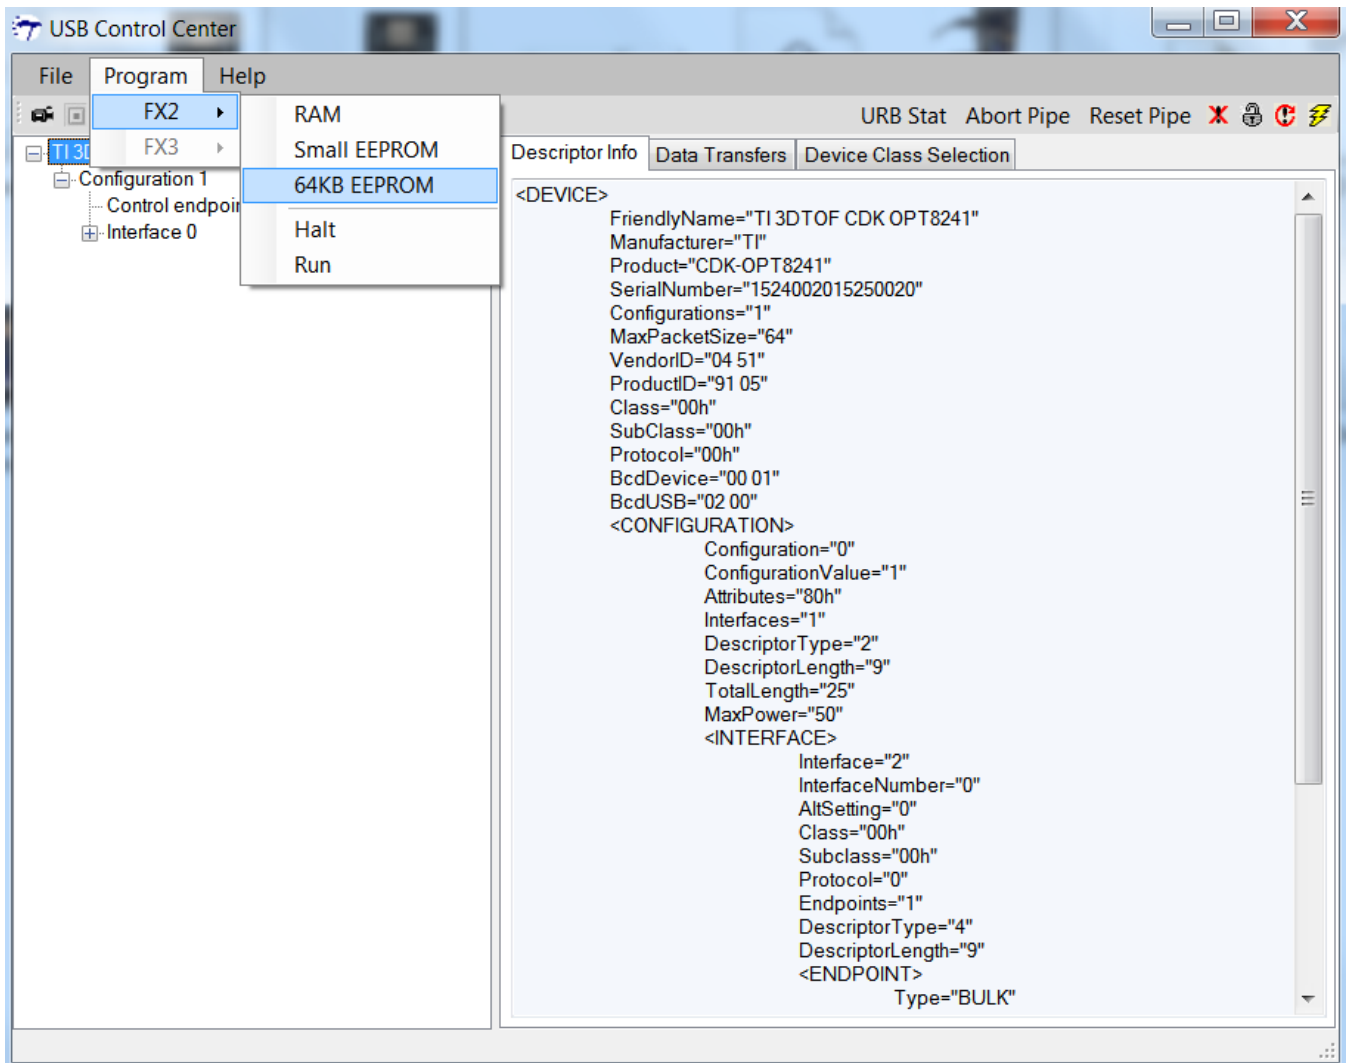 USB Control Center
File Program Help
FX2
FX3
RAM
Small EEPROM
64KB EEPROM
Halt
Run
URB Stat Abort Pipe Reset Pipe
TI 3D
Configuration 1
Control endpoin
Interface 0
Descriptor Info Data Transfers Device Class Selection
<DEVICE>
FriendlyName="TI 3DTOF CDK OPT8241"
Manufacturer="TI"
Product="CDK-OPT8241"
SerialNumber="1524002015250020"
Configurations="1"
MaxPacketSize="64"
VendorID="04 51"
ProductID="91 05"
Class="00h"
SubClass="00h"
Protocol="00h"
BcdDevice="00 01"
BcdUSB="02 00"
<CONFIGURATION>
Configuration="0"
ConfigurationValue="1"
Attributes="80h"
Interfaces="1"
DescriptorType="2"
DescriptorLength="9"
TotalLength="25"
MaxPower="50"
<INTERFACE>
Interface="2"
InterfaceNumber="0"
AltSetting="0"
Class="00h"
Subclass="00h"
Protocol="0"
Endpoints="1"
DescriptorType="4"
DescriptorLength="9"
<ENDPOINT>
Type="BULK"